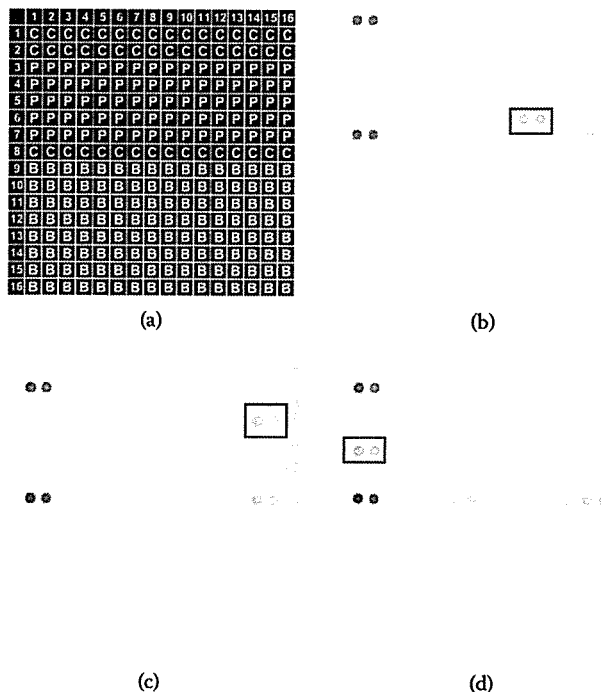 1 2 3 4 5 6 7 8 9 10 11 12 13 14 15 16
1 C C C C C C C C C C C C C C C C
2 C C C C C C C C C C C C C C C C
3 P P P P P P P P P P P P P P P P
4 P P P P P P P P P P P P P P P P
5 P P P P P P P P P P P P P P P P
6 P P P P P P P P P P P P P P P P
7 P P P P P P P P P P P P P P P P
8 C C C C C C C C C C C C C C C C
9 B B B B B B B B B B B B B B B B
10 B B B B B B B B B B B B B B B B
11 B B B B B B B B B B B B B B B B
12 B B B B B B B B B B B B B B B B
13 B B B B B B B B B B B B B B B B
14 B B B B B B B B B B B B B B B B
15 B B B B B B B B B B B B B B B B
16 B B B B B B B B B B B B B B B B
(a)
(b)
(c)
(d)